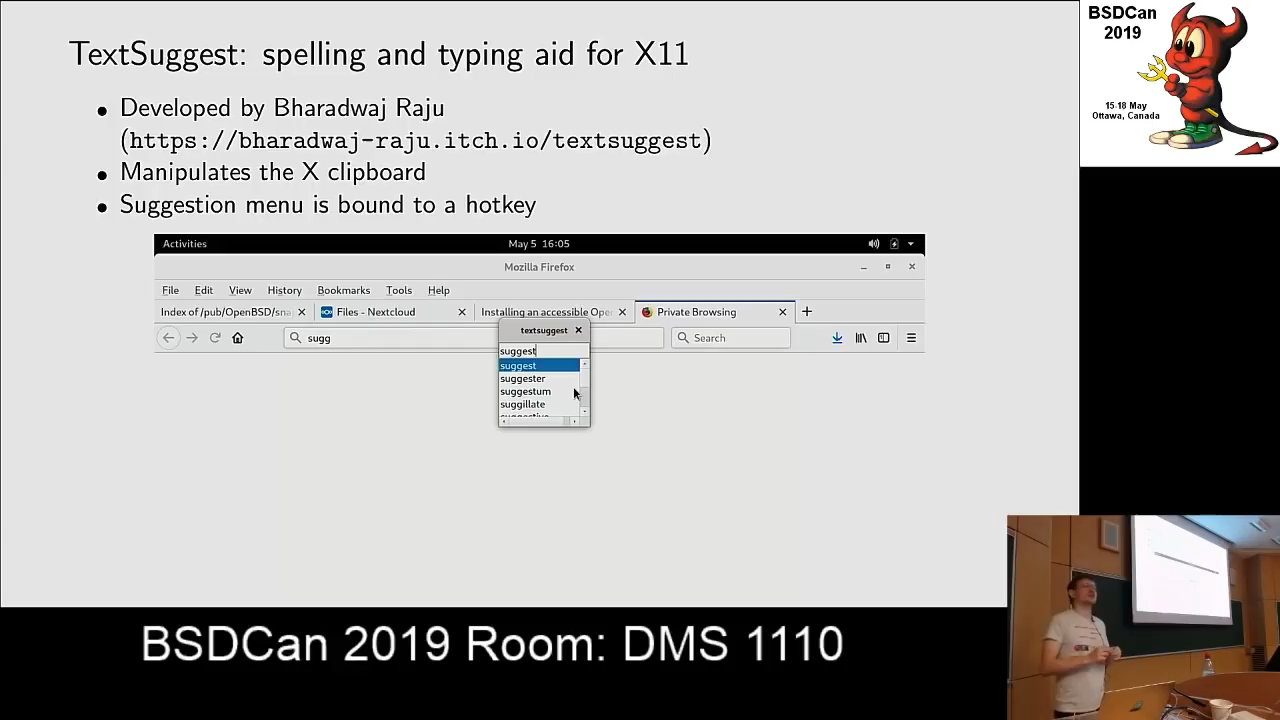 TextSuggest: spelling and typing aid for X11
• Developed by Bharadwaj Raju
(https://bharadwaj-raju.itch.io/textsuggest)
• Manipulates the X clipboard
• Suggestion menu is bound to a hotkey
Activities May 5 16:05
Mozilla Firefox
File Edit View History Bookmarks Tools Help
Index of /pub/OpenBSD/sna Files - Nextcloud Installing an accessible Ope Private Browsing
sugg Search
textsuggest
suggest
suggest
suggester
suggestum
suggillate
BSDCan
2019
15-18 May
Ottawa, Canada
BSDCan 2019 Room: DMS 1110